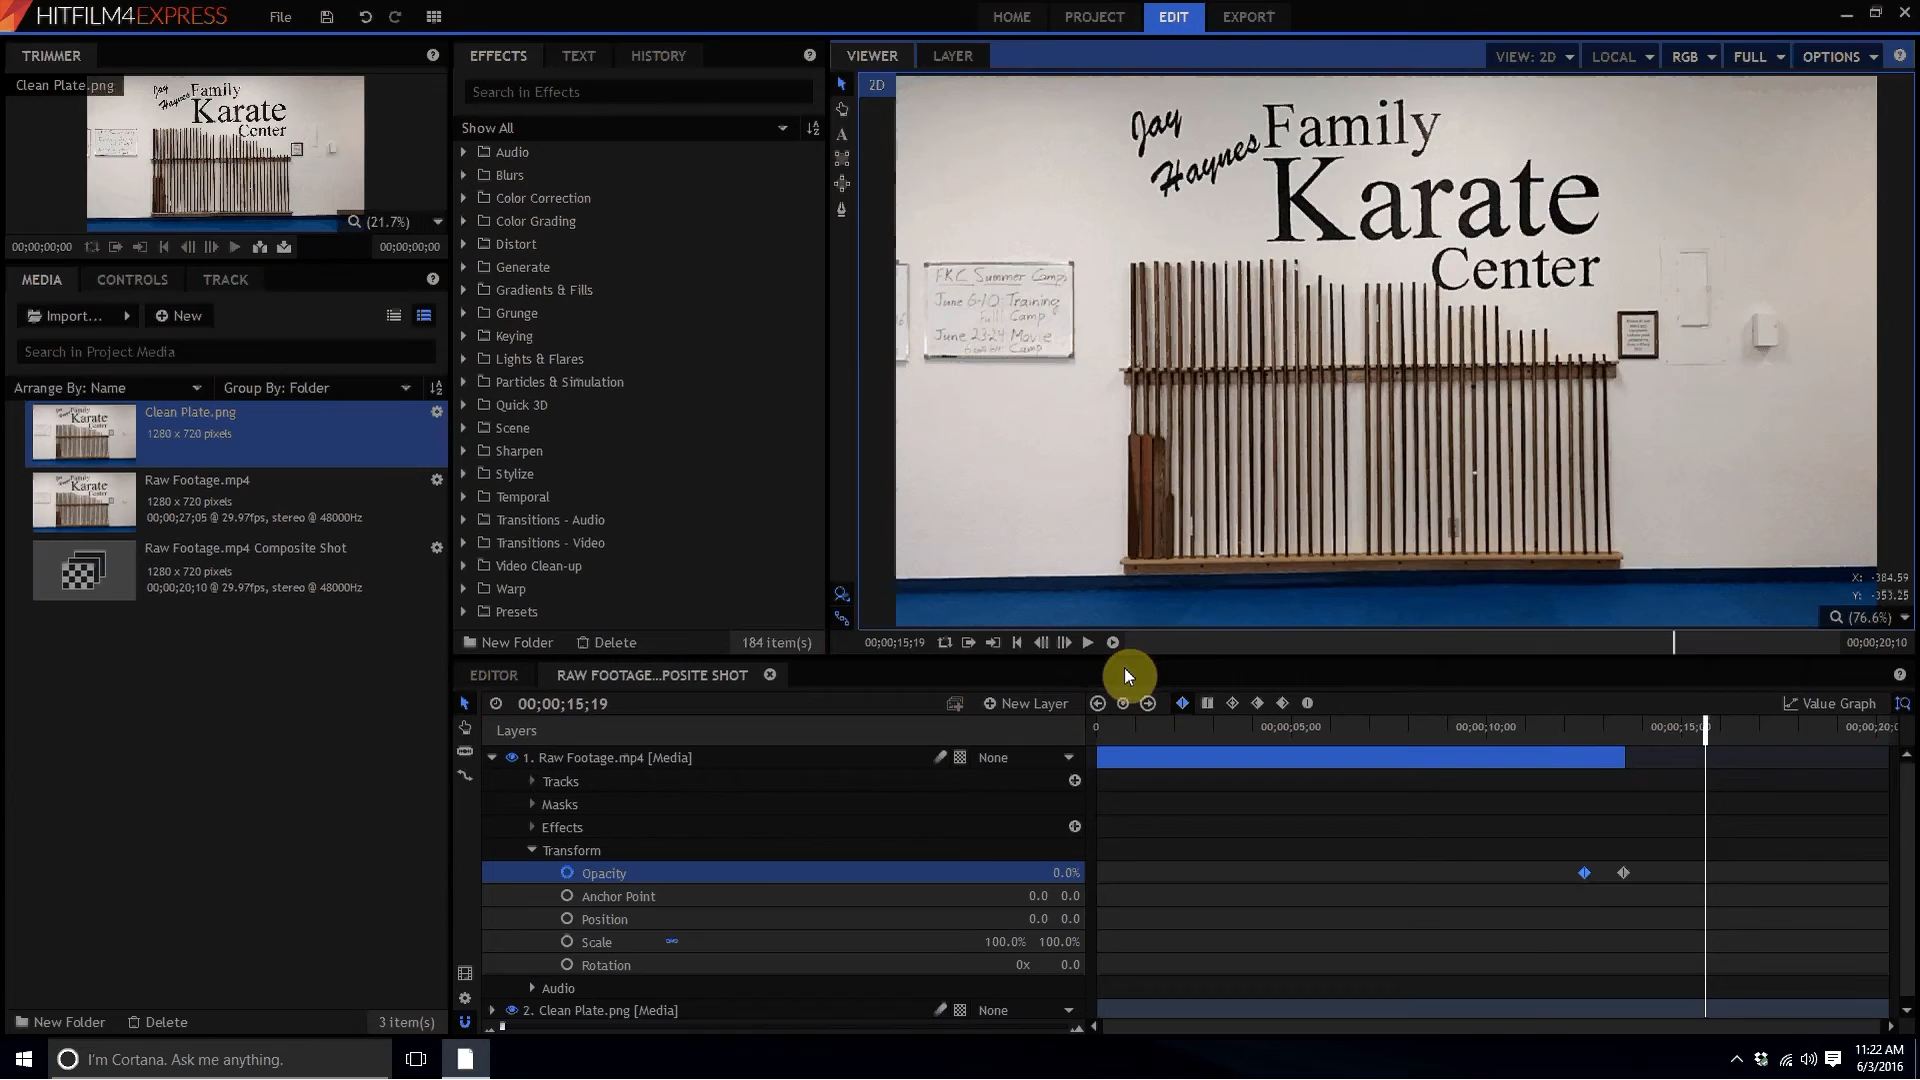 HITFILM4EXPRESS
File
HOME
PROJECT
EDIT
EXPORT
TRIMMER
Clean Plate.png
Jay
Haynes
Family
Karate
Center
(21.7%)
00;00;00;00
00;00;00;00
MEDIA
CONTROLS
TRACK
Import...
New
Search in Project Media
Arrange By: Name
Group By: Folder
Clean Plate.png
1280 x 720 pixels
Raw Footage.mp4
1280 x 720 pixels
00;00;27;05 @ 29.97fps, stereo @ 48000Hz
Raw Footage.mp4 Composite Shot
1280 x 720 pixels
00;00;20;10 @ 29.97fps, stereo @ 48000Hz
New Folder
Delete
3 item(s)
EFFECTS
TEXT
HISTORY
Search in Effects
Show All
Audio
Blurs
Color Correction
Color Grading
Distort
Generate
Gradients & Fills
Grunge
Keying
Lights & Flares
Particles & Simulation
Quick 3D
Scene
Sharpen
Stylize
Temporal
Transitions - Audio
Transitions - Video
Video Clean-up
Warp
Presets
New Folder
Delete
184 item(s)
VIEWER
LAYER
VIEW: 2D
LOCAL
RGB
FULL
OPTIONS
2D
Jay
Haynes
Family
Karate
Center
FKC Summer Camps
June 6-10: Training
Full Camp
June 23-24 Movie
Camp
X: -384.59
Y: -353.25
(76.6%)
00;00;15;19
00;00;20;10
EDITOR
RAW FOOTAGE...POSITE SHOT
00;00;15;19
New Layer
Value Graph
Layers
0
00;00;05;00
00;00;10;00
00;00;15;0
00;00;20;
1. Raw Footage.mp4 [Media]
None
Tracks
Masks
Effects
Transform
Opacity
0.0%
Anchor Point
0.0 0.0
Position
0.0 0.0
Scale
100.0% 100.0%
Rotation
0x 0.0
Audio
2. Clean Plate.png [Media]
None
I'm Cortana. Ask me anything.
11:22 AM
6/3/2016